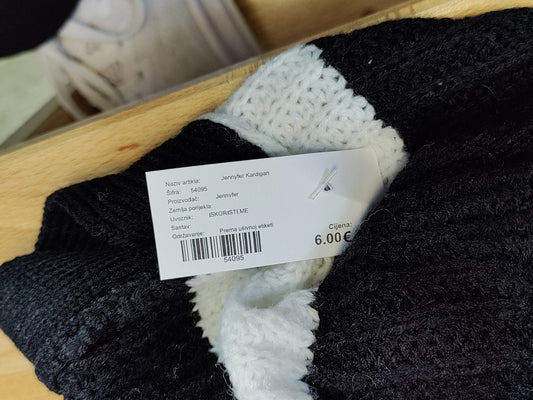 Naziv artikla: Jennyfer Kardigan
Šifra: 54095
Proizvođač: Jennyfer
Zemlja porijekla:
Uvoznik: ISKORISTI.ME
Sastav:
Održavanje: Prema ušivnoj etiketi
Cijena:
6.00€
54095